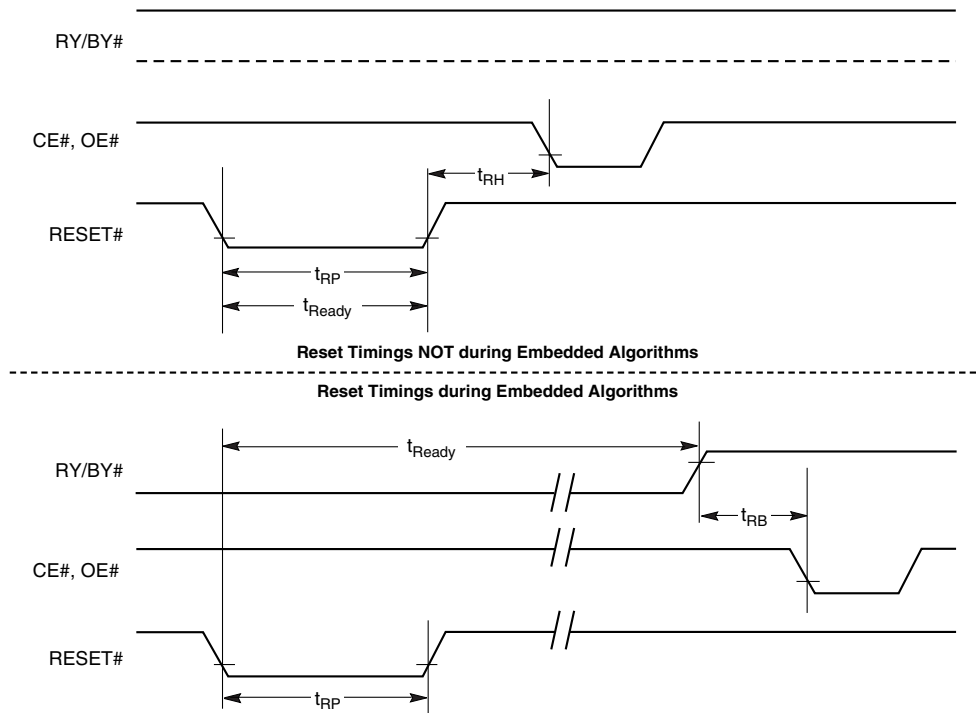 RY/BY#
CE#, OE#
tRH
RESET#
tRP
tReady
Reset Timings NOT during Embedded Algorithms
Reset Timings during Embedded Algorithms
tReady
RY/BY#
tRB
CE#, OE#
RESET#
tRP